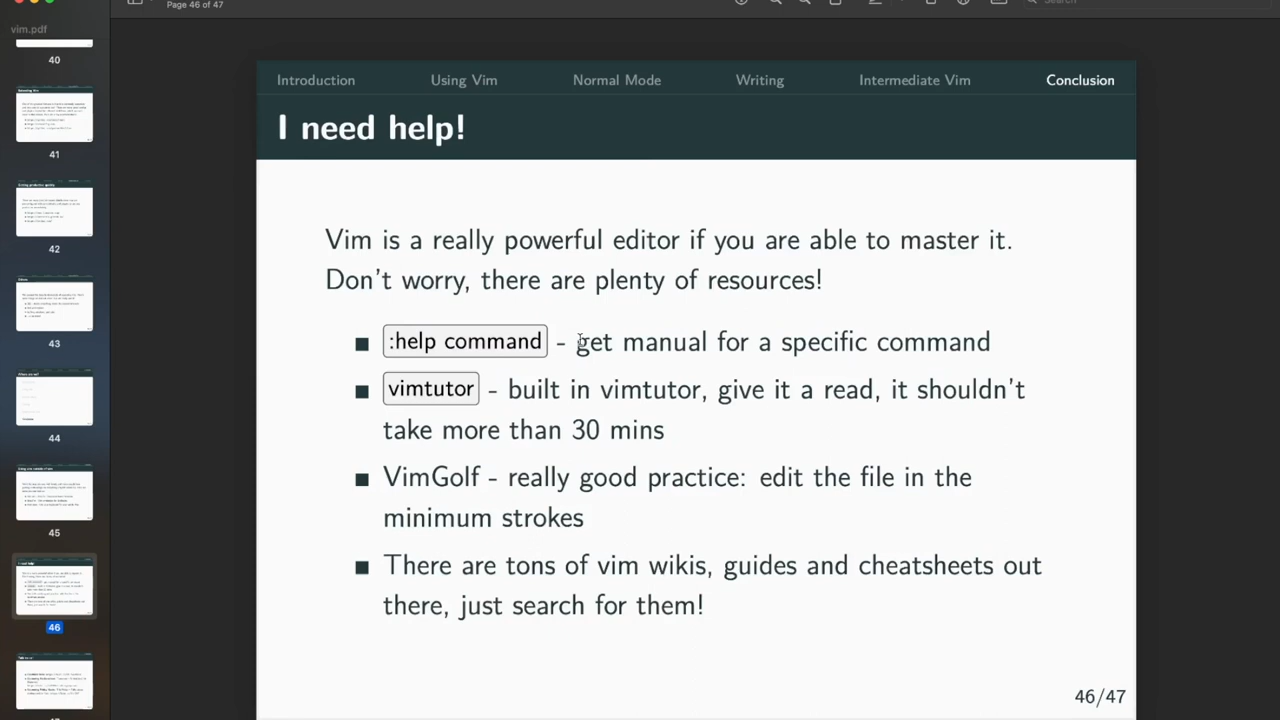 Page 46 of 47
Search
vim.pdf
40
41
42
43
44
45
46
Introduction Using Vim Normal Mode Writing Intermediate Vim Conclusion
I need help!
Vim is a really powerful editor if you are able to master it.
Don't worry, there are plenty of resources!
■ :help command - get manual for a specific command
■ vimtutor - built in vimtutor, give it a read, it shouldn't
take more than 30 mins
■ VimGolf - really good practice: edit the file in the
minimum strokes
■ There are tons of vim wikis, guides and cheatsheets out
there, just search for them!
46/47